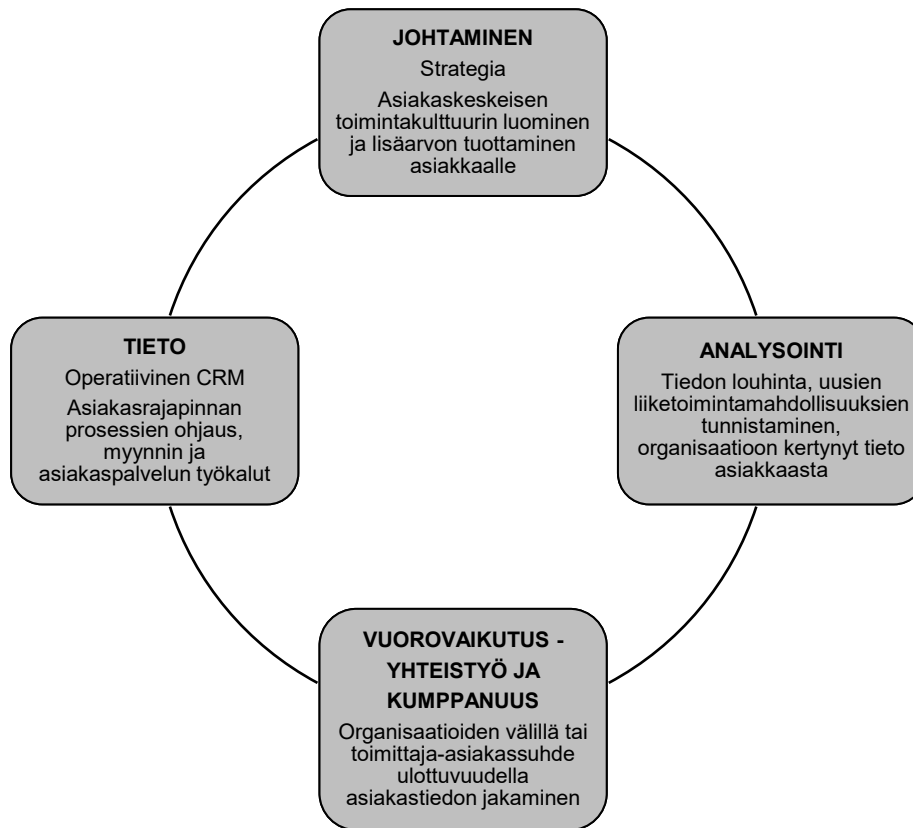 JOHTAMINEN
Strategia
Asiakaskeskeisen
toimintakulttuurin luominen
ja lisäarvon tuottaminen
asiakkaalle
TIETO
Operatiivinen CRM
Asiakasrajapinnan
prosessien ohjaus,
myynnin ja
asiakaspalvelun työkalut
ANALYSOINTI
Tiedon louhinta, uusien
liiketoimintamahdollisuuksien
tunnistaminen,
organisaatioon kertynyt tieto
asiakkaasta
VUOROVAIKUTUS -
YHTEISTYÖ JA
KUMPPANUUS
Organisaatioiden välillä tai
toimittaja-asiakassuhde
ulottuvuudella
asiakastiedon jakaminen